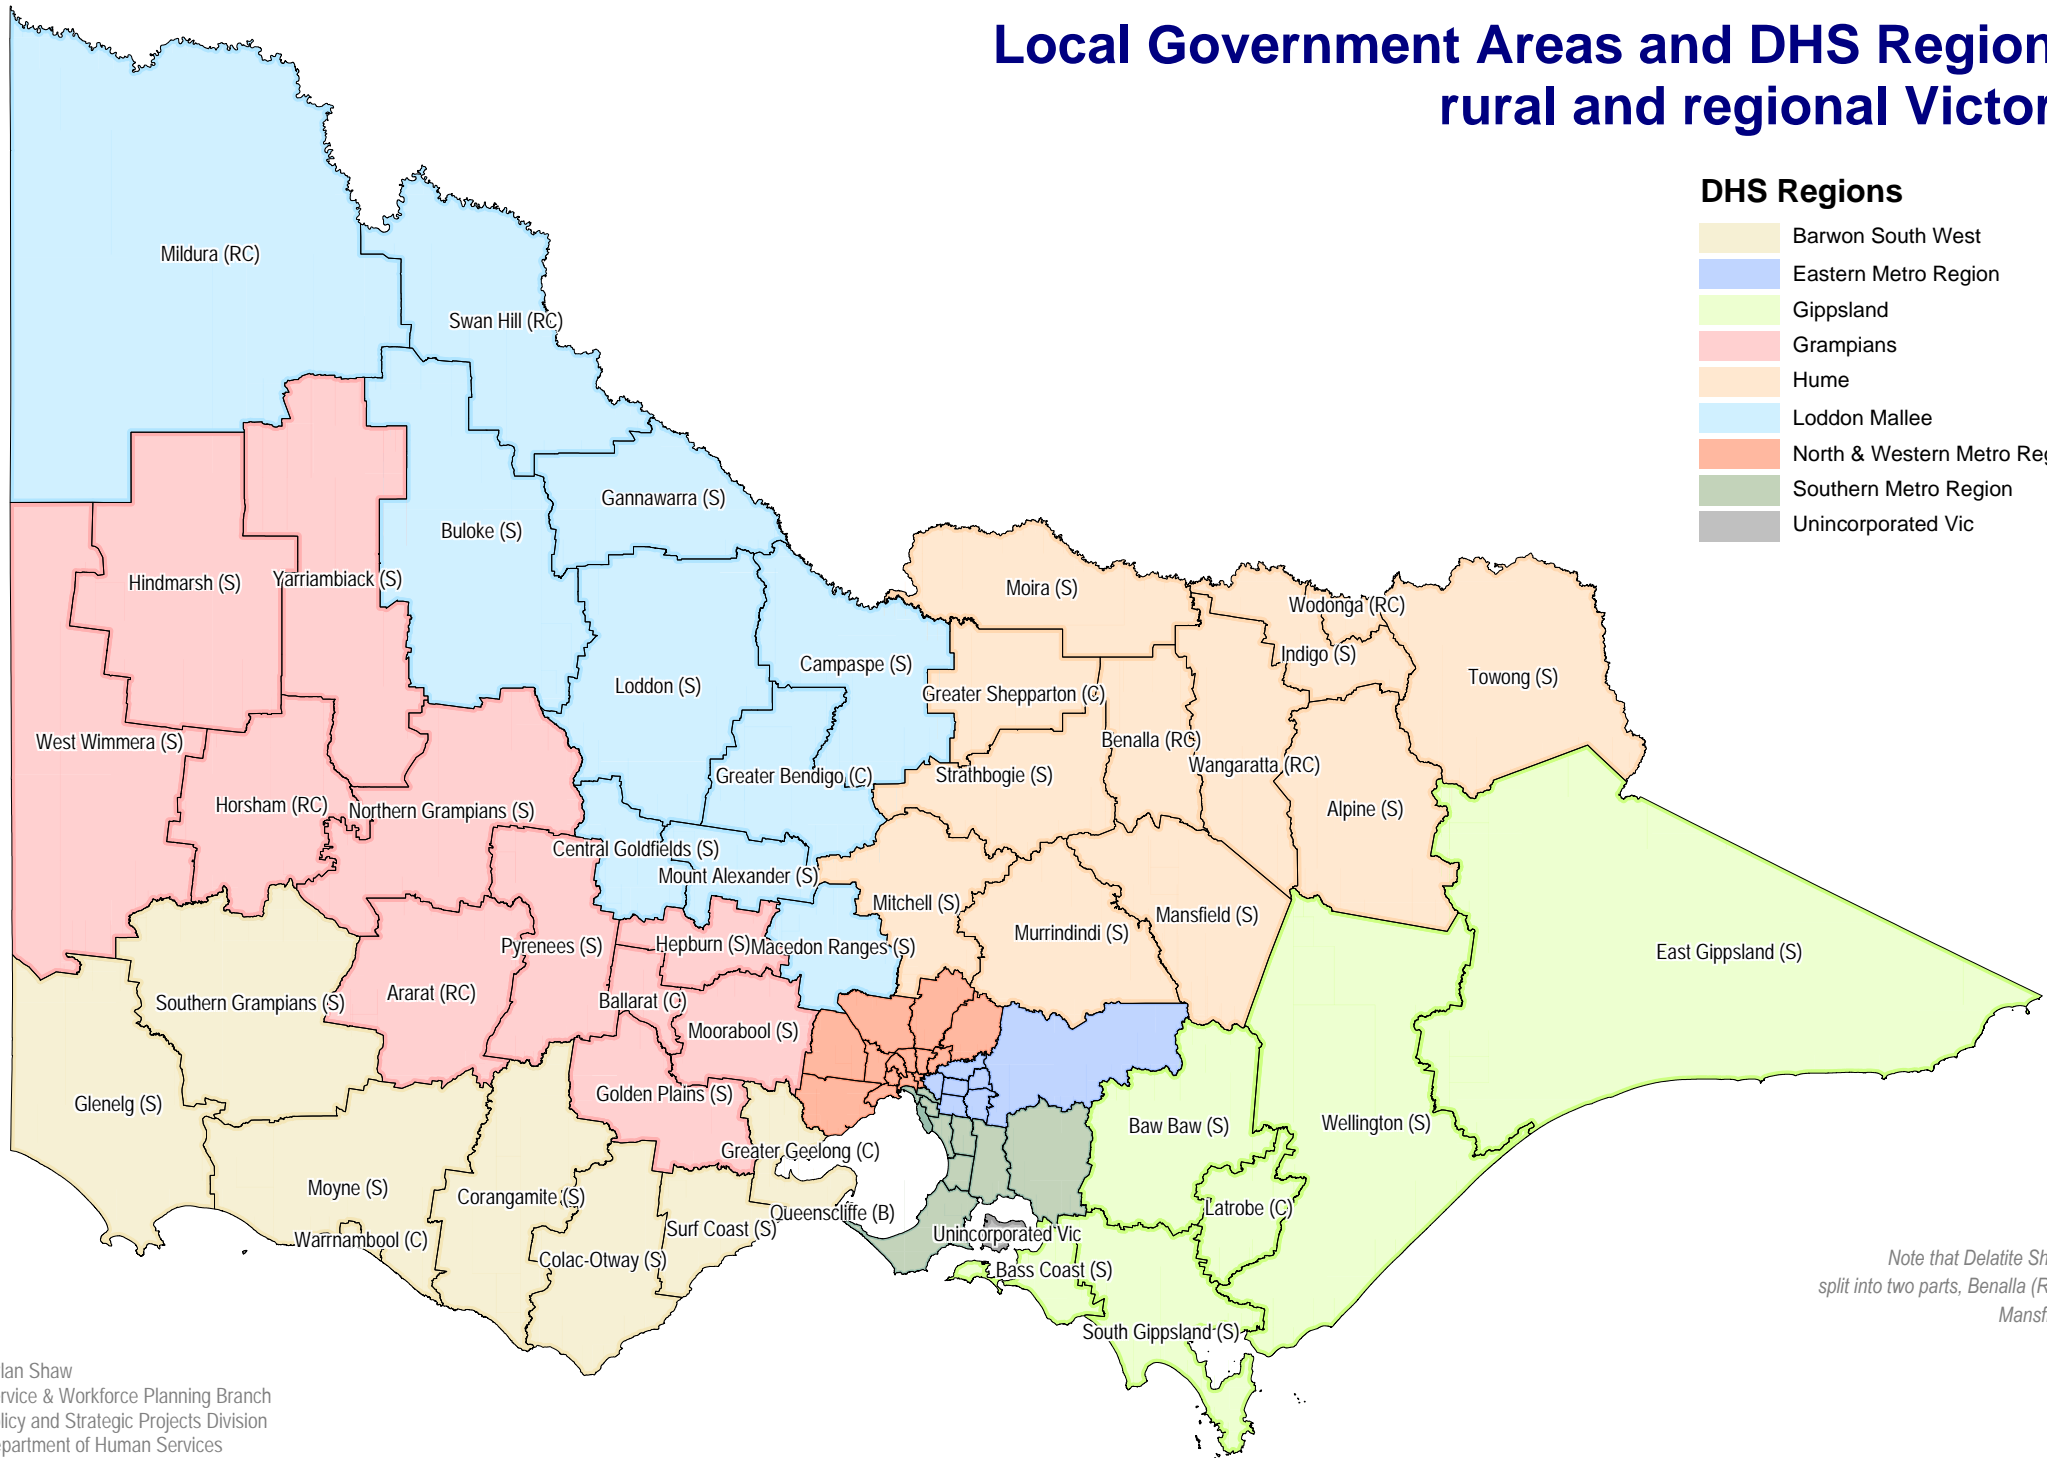 Local Government Areas and DHS Region
rural and regional Victor
DHS Regions
Barwon South West
Eastern Metro Region
Gippsland
Grampians
Hume
Loddon Mallee
North & Western Metro Reg
Southern Metro Region
Unincorporated Vic
Mildura (RC)
Swan Hill (RC)
Gannawarra (S)
Buloke (S)
Hindmarsh (S)
Yarriambiack (S)
Moira (S)
Wodonga (RC)
Indigo (S)
Towong (S)
Campaspe (S)
Loddon (S)
Greater Shepparton (C)
West Wimmera (S)
Benalla (RC)
Wangaratta (RC)
Greater Bendigo (C)
Strathbogie (S)
Horsham (RC)
Northern Grampians (S)
Alpine (S)
Central Goldfields (S)
Mount Alexander (S)
Mitchell (S)
Mansfield (S)
Murrindindi (S)
Pyrenees (S)
Hepburn (S)
Macedon Ranges (S)
East Gippsland (S)
Southern Grampians (S)
Ararat (RC)
Ballarat (C)
Moorabool (S)
Glenelg (S)
Golden Plains (S)
Baw Baw (S)
Wellington (S)
Greater Geelong (C)
Moyne (S)
Corangamite (S)
Latrobe (C)
Queenscliffe (B)
Surf Coast (S)
Unincorporated Vic
Warrnambool (C)
Colac-Otway (S)
Bass Coast (S)
South Gippsland (S)
Note that Delatite Sh
split into two parts, Benalla (R
Mansf
lan Shaw
rvice & Workforce Planning Branch
licy and Strategic Projects Division
partment of Human Services